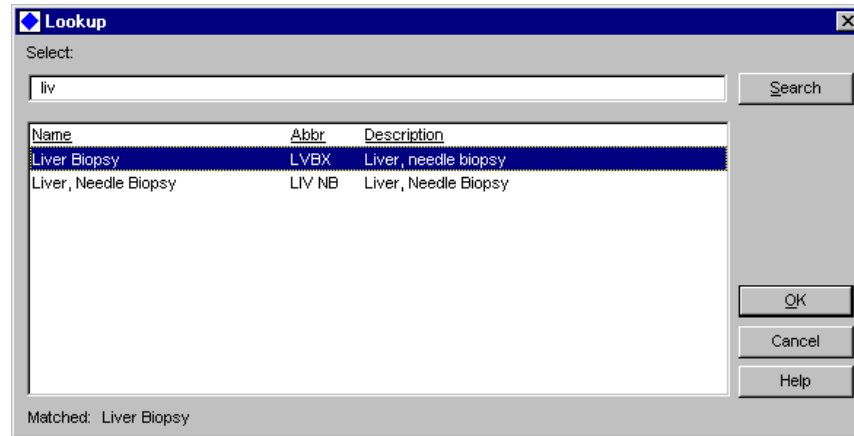 Lookup
Select:
liv
Search
Name Abbr Description
Liver Biopsy LVBX Liver, needle biopsy
Liver, Needle Biopsy LIV NB Liver, Needle Biopsy
OK
Cancel
Help
Matched: Liver Biopsy